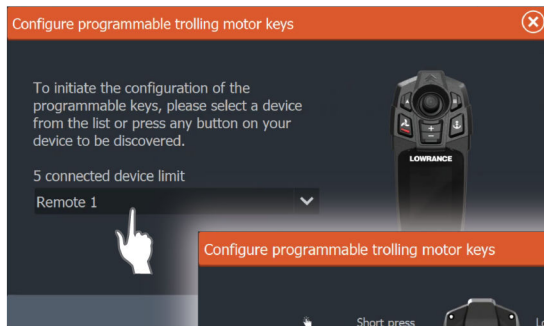 Configure programmable trolling motor keys
To initiate the configuration of the
programmable keys, please select a device
from the list or press any button on your
device to be discovered.
LOWRANCE
5 connected device limit
Remote 1
Configure programmable trolling motor keys
Short press